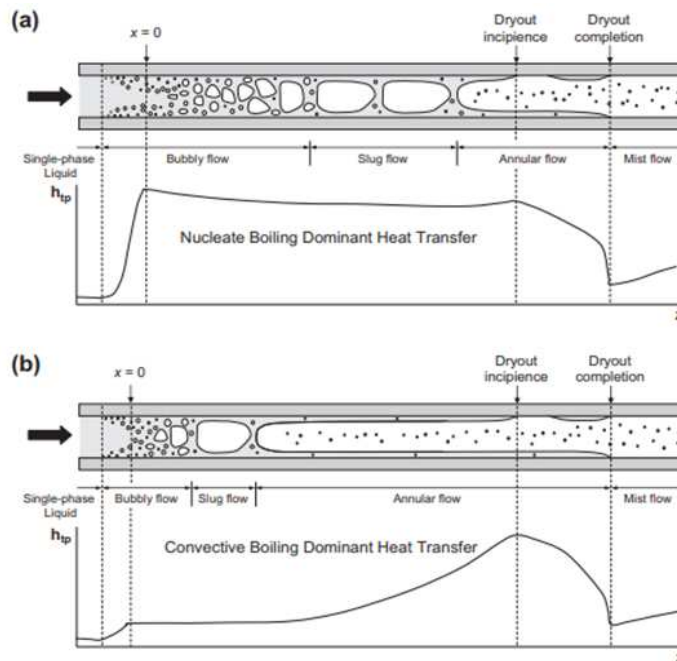 (a)
x = 0
Dryout
incipience
Dryout
completion
Single-phase
Liquid
Bubbly flow
Slug flow
Annular flow
Mist flow
htp
Nucleate Boiling Dominant Heat Transfer
z
(b)
x = 0
Dryout
incipience
Dryout
completion
Single-phase
Liquid
Bubbly flow
Slug flow
Annular flow
Mist flow
htp
Convective Boiling Dominant Heat Transfer
z